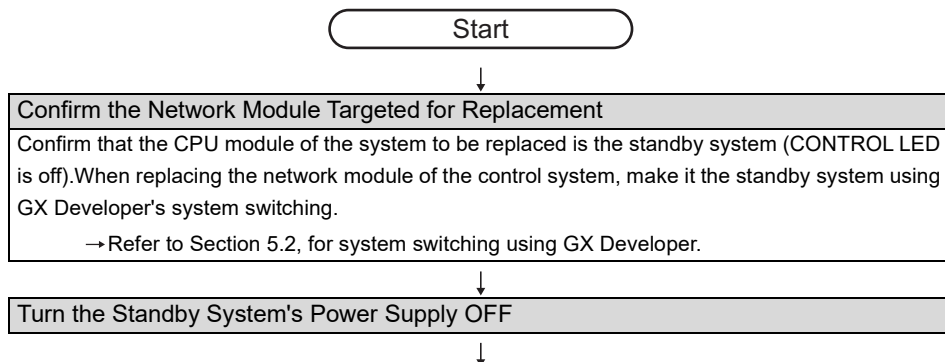 Start
Confirm the Network Module Targeted for Replacement
Confirm that the CPU module of the system to be replaced is the standby system (CONTROL LED
is off).When replacing the network module of the control system, make it the standby system using
GX Developer's system switching.
→Refer to Section 5.2, for system switching using GX Developer.
Turn the Standby System's Power Supply OFF